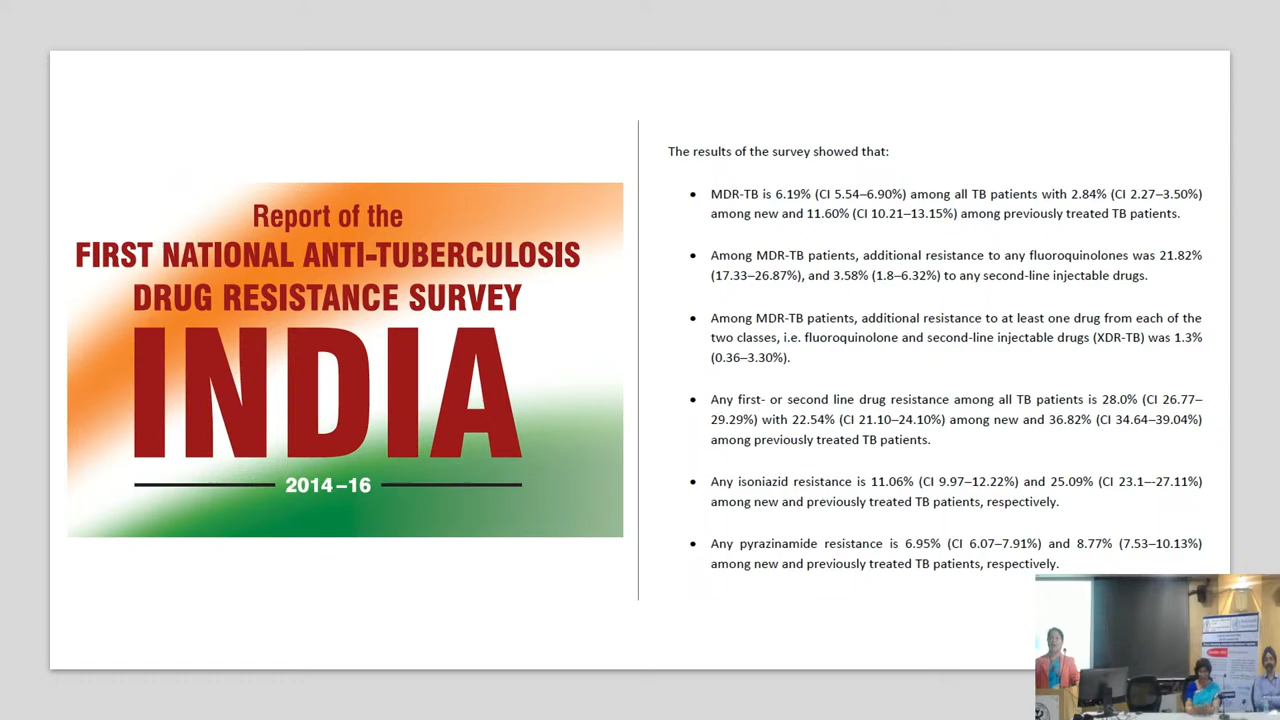 Report of the
FIRST NATIONAL ANTI-TUBERCULOSIS
DRUG RESISTANCE SURVEY
INDIA
2014–16
The results of the survey showed that:
• MDR-TB is 6.19% (CI 5.54–6.90%) among all TB patients with 2.84% (CI 2.27–3.50%)
among new and 11.60% (CI 10.21–13.15%) among previously treated TB patients.
• Among MDR-TB patients, additional resistance to any fluoroquinolones was 21.82%
(17.33–26.87%), and 3.58% (1.8–6.32%) to any second-line injectable drugs.
• Among MDR-TB patients, additional resistance to at least one drug from each of the
two classes, i.e. fluoroquinolone and second-line injectable drugs (XDR-TB) was 1.3%
(0.36–3.30%).
• Any first- or second line drug resistance among all TB patients is 28.0% (CI 26.77–
29.29%) with 22.54% (CI 21.10–24.10%) among new and 36.82% (CI 34.64–39.04%)
among previously treated TB patients.
• Any isoniazid resistance is 11.06% (CI 9.97–12.22%) and 25.09% (CI 23.1–-27.11%)
among new and previously treated TB patients, respectively.
• Any pyrazinamide resistance is 6.95% (CI 6.07–7.91%) and 8.77% (7.53–10.13%)
among new and previously treated TB patients, respectively.